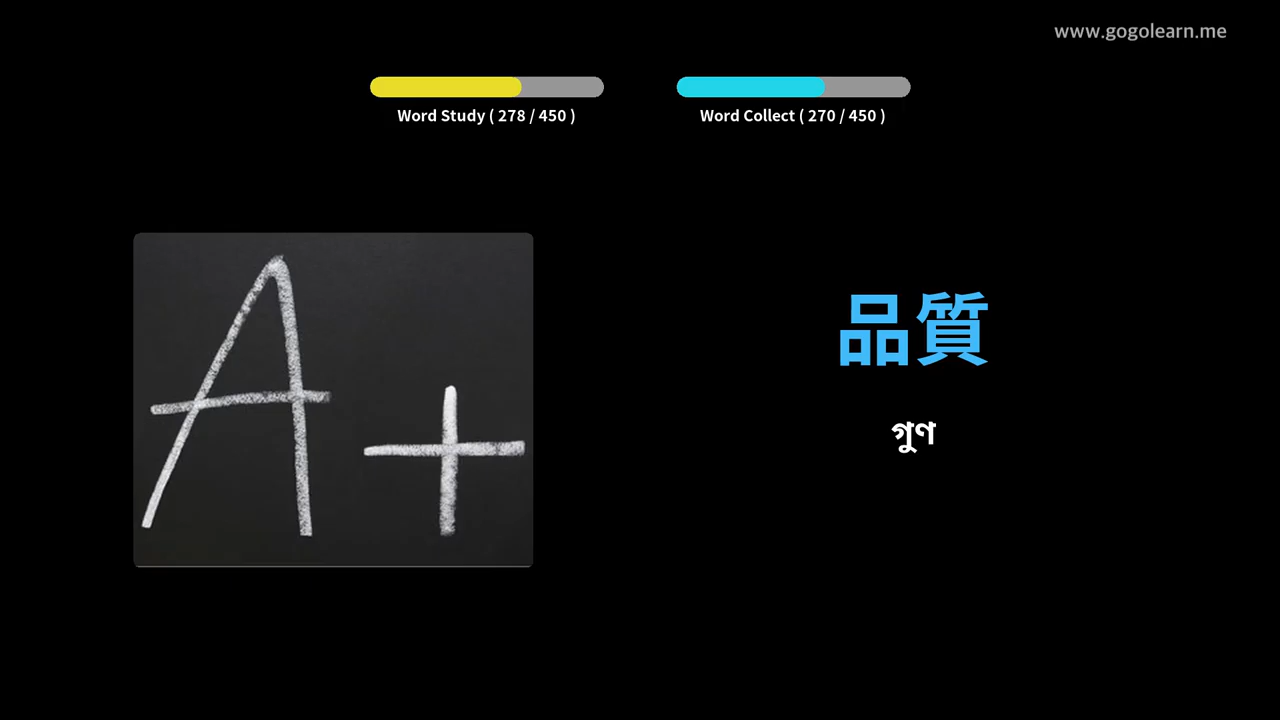 www.gogolearn.me
Word Study ( 278 / 450 )
Word Collect ( 270 / 450 )
A+
品質
গুণ